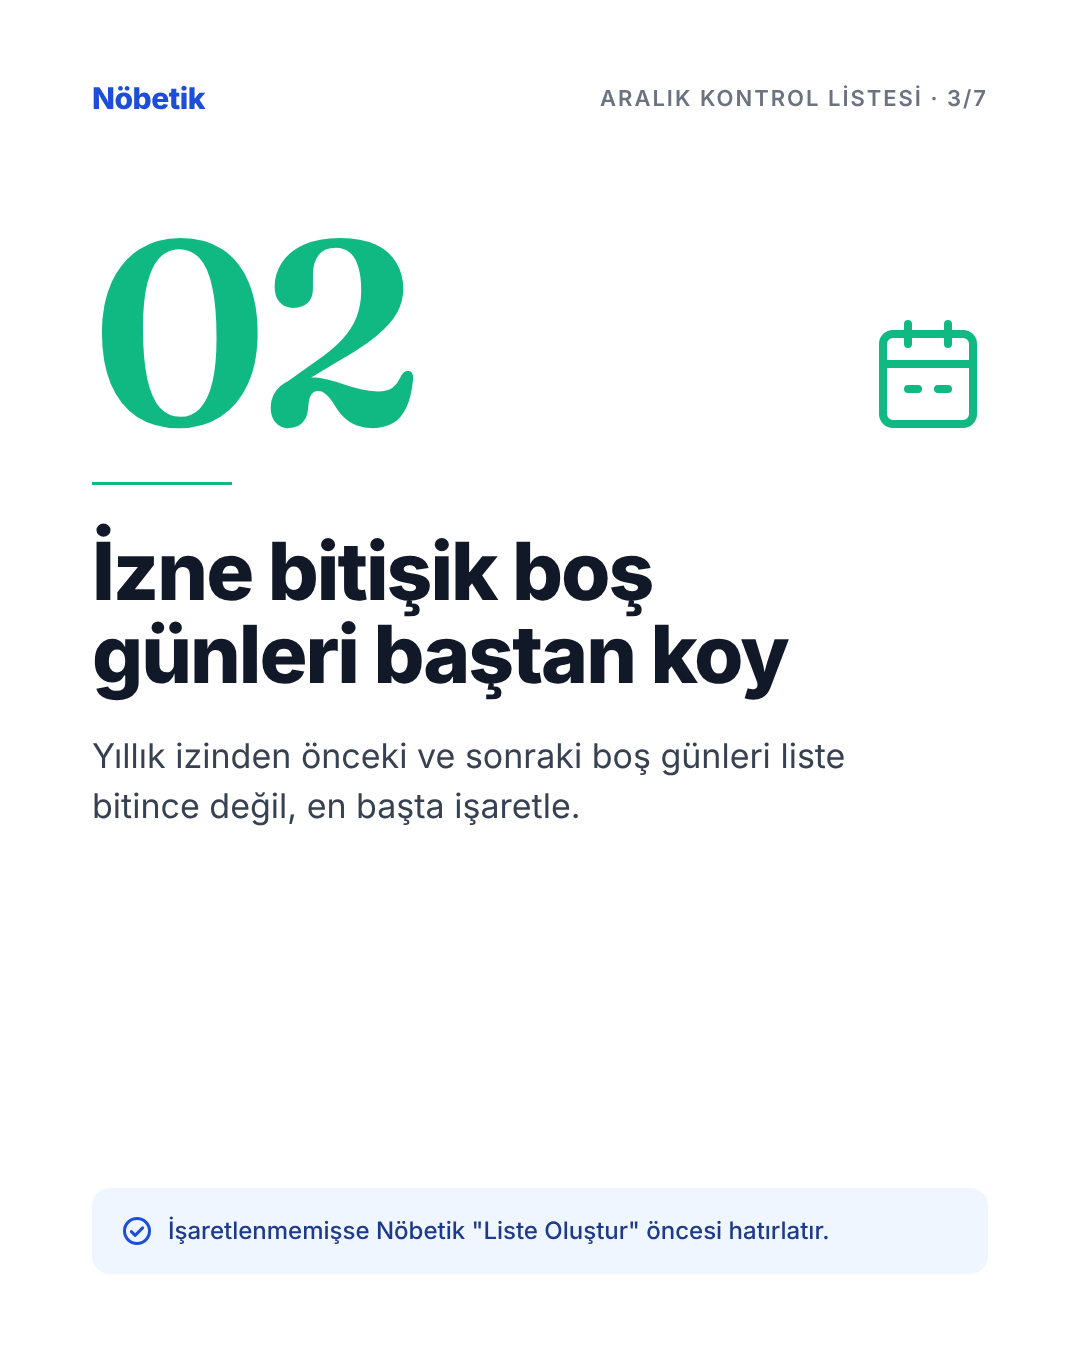 Nöbetik
ARALIK KONTROL LİSTESİ · 3/7
02
İzne bitişik boş
günleri baştan koy
Yıllık izinden önceki ve sonraki boş günleri liste
bitince değil, en başta işaretle.
İşaretlenmemişse Nöbetik "Liste Oluştur" öncesi hatırlatır.